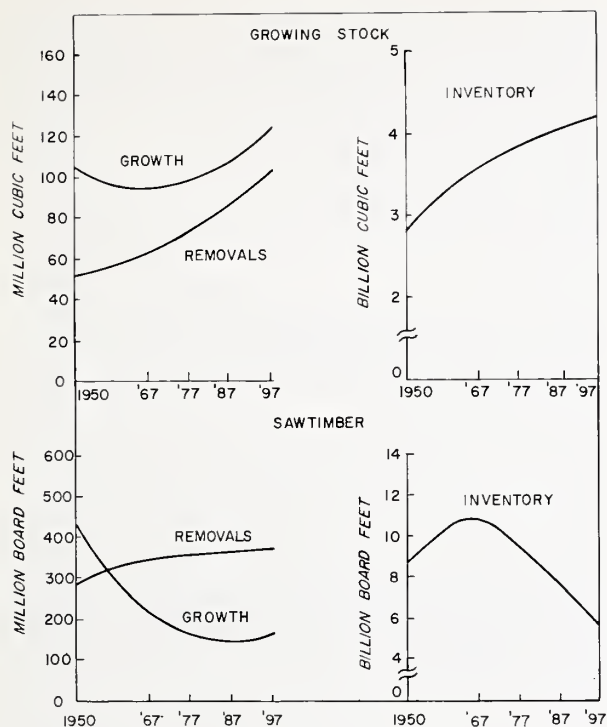 GROWING STOCK
MILLION CUBIC FEET
160
140
120
100
80
60
40
20
0
GROWTH
REMOVALS
1950 '67 '77 '87 '97
BILLION CUBIC FEET
5
4
3
2
0
INVENTORY
1950 '67 '77 '87 '97
SAWTIMBER
MILLION BOARD FEET
600
500
400
300
200
100
0
REMOVALS
GROWTH
1950 '67 '77 '87 '97
BILLION BOARD FEET
14
12
10
8
6
4
0
INVENTORY
1950 '67 '77 '87 '97